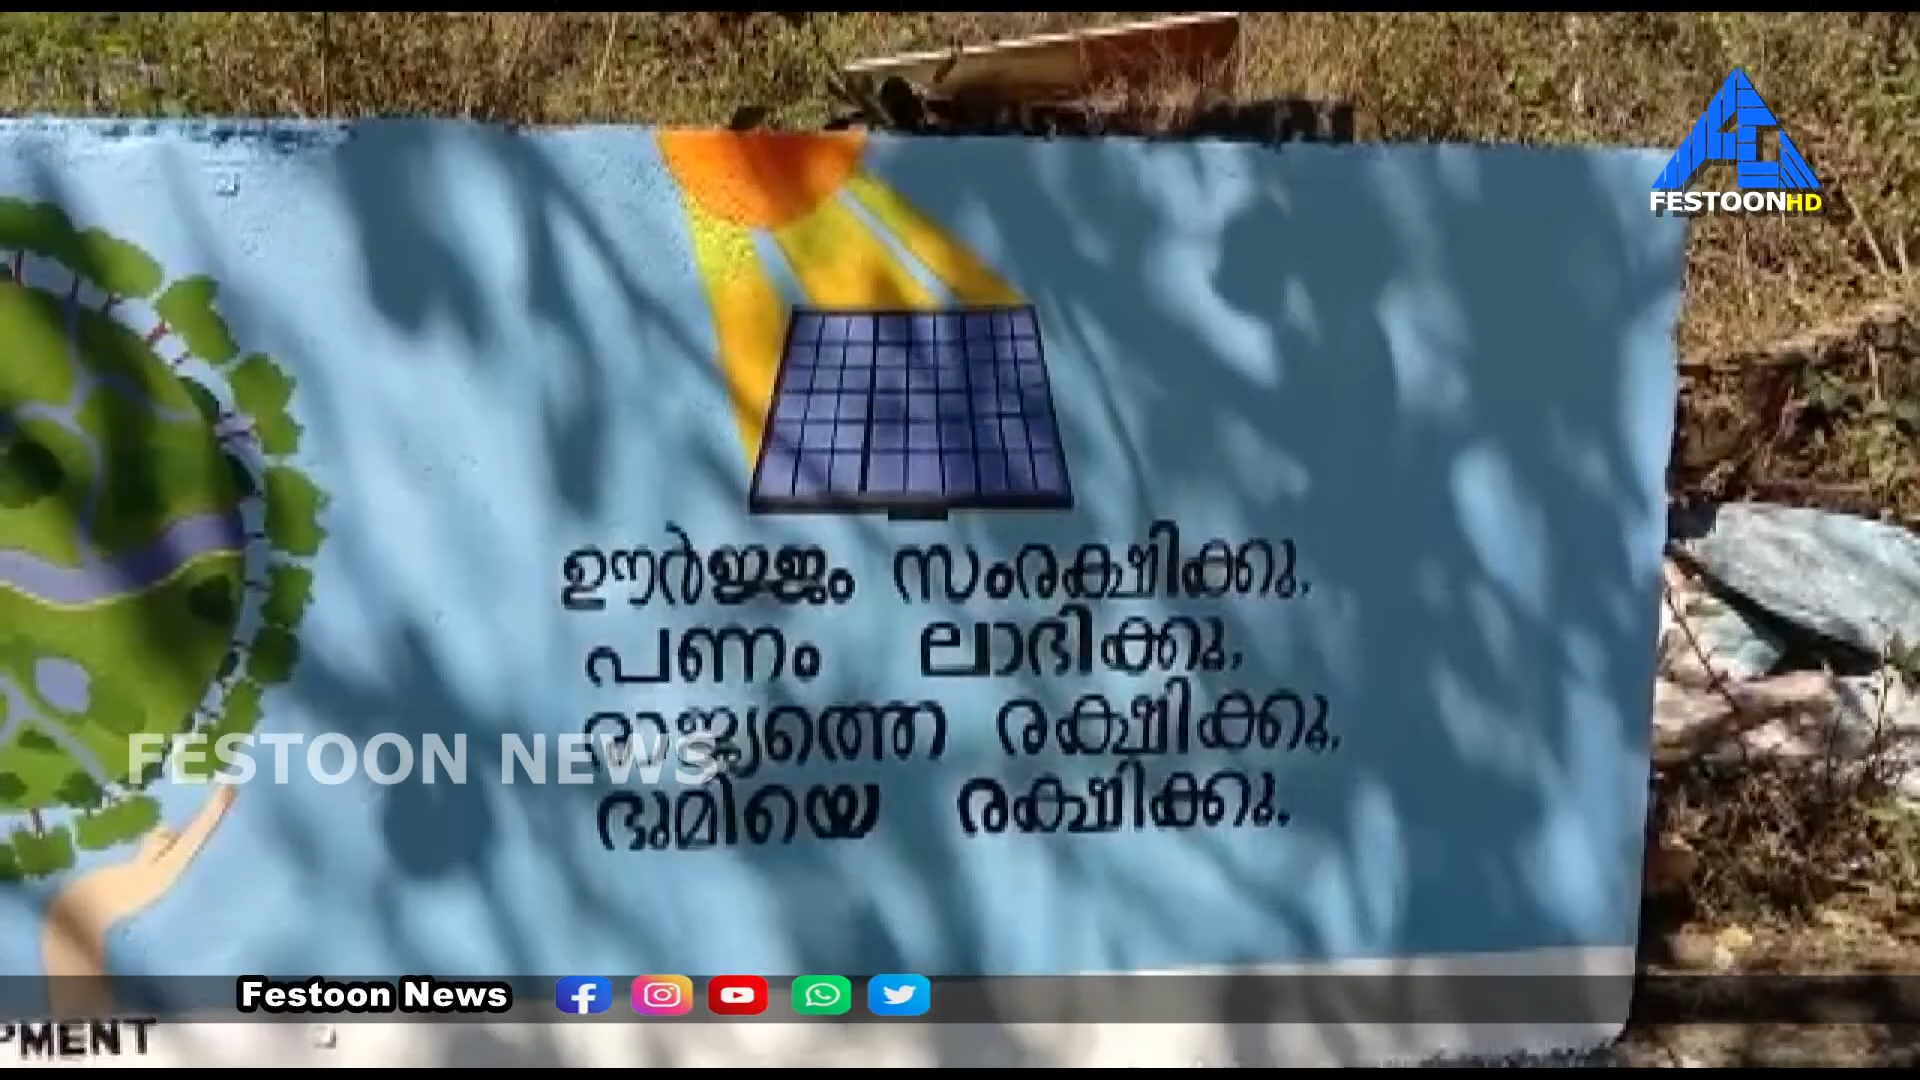 FESTOONHD
ഊർജ്ജം സംരക്ഷിക്കു.
പണം ലാഭിക്കു.
രാജ്യത്തെ രക്ഷിക്കു.
FESTOON NEWS
ഭുമിയെ രക്ഷിക്കു.
Festoon News
PMENT